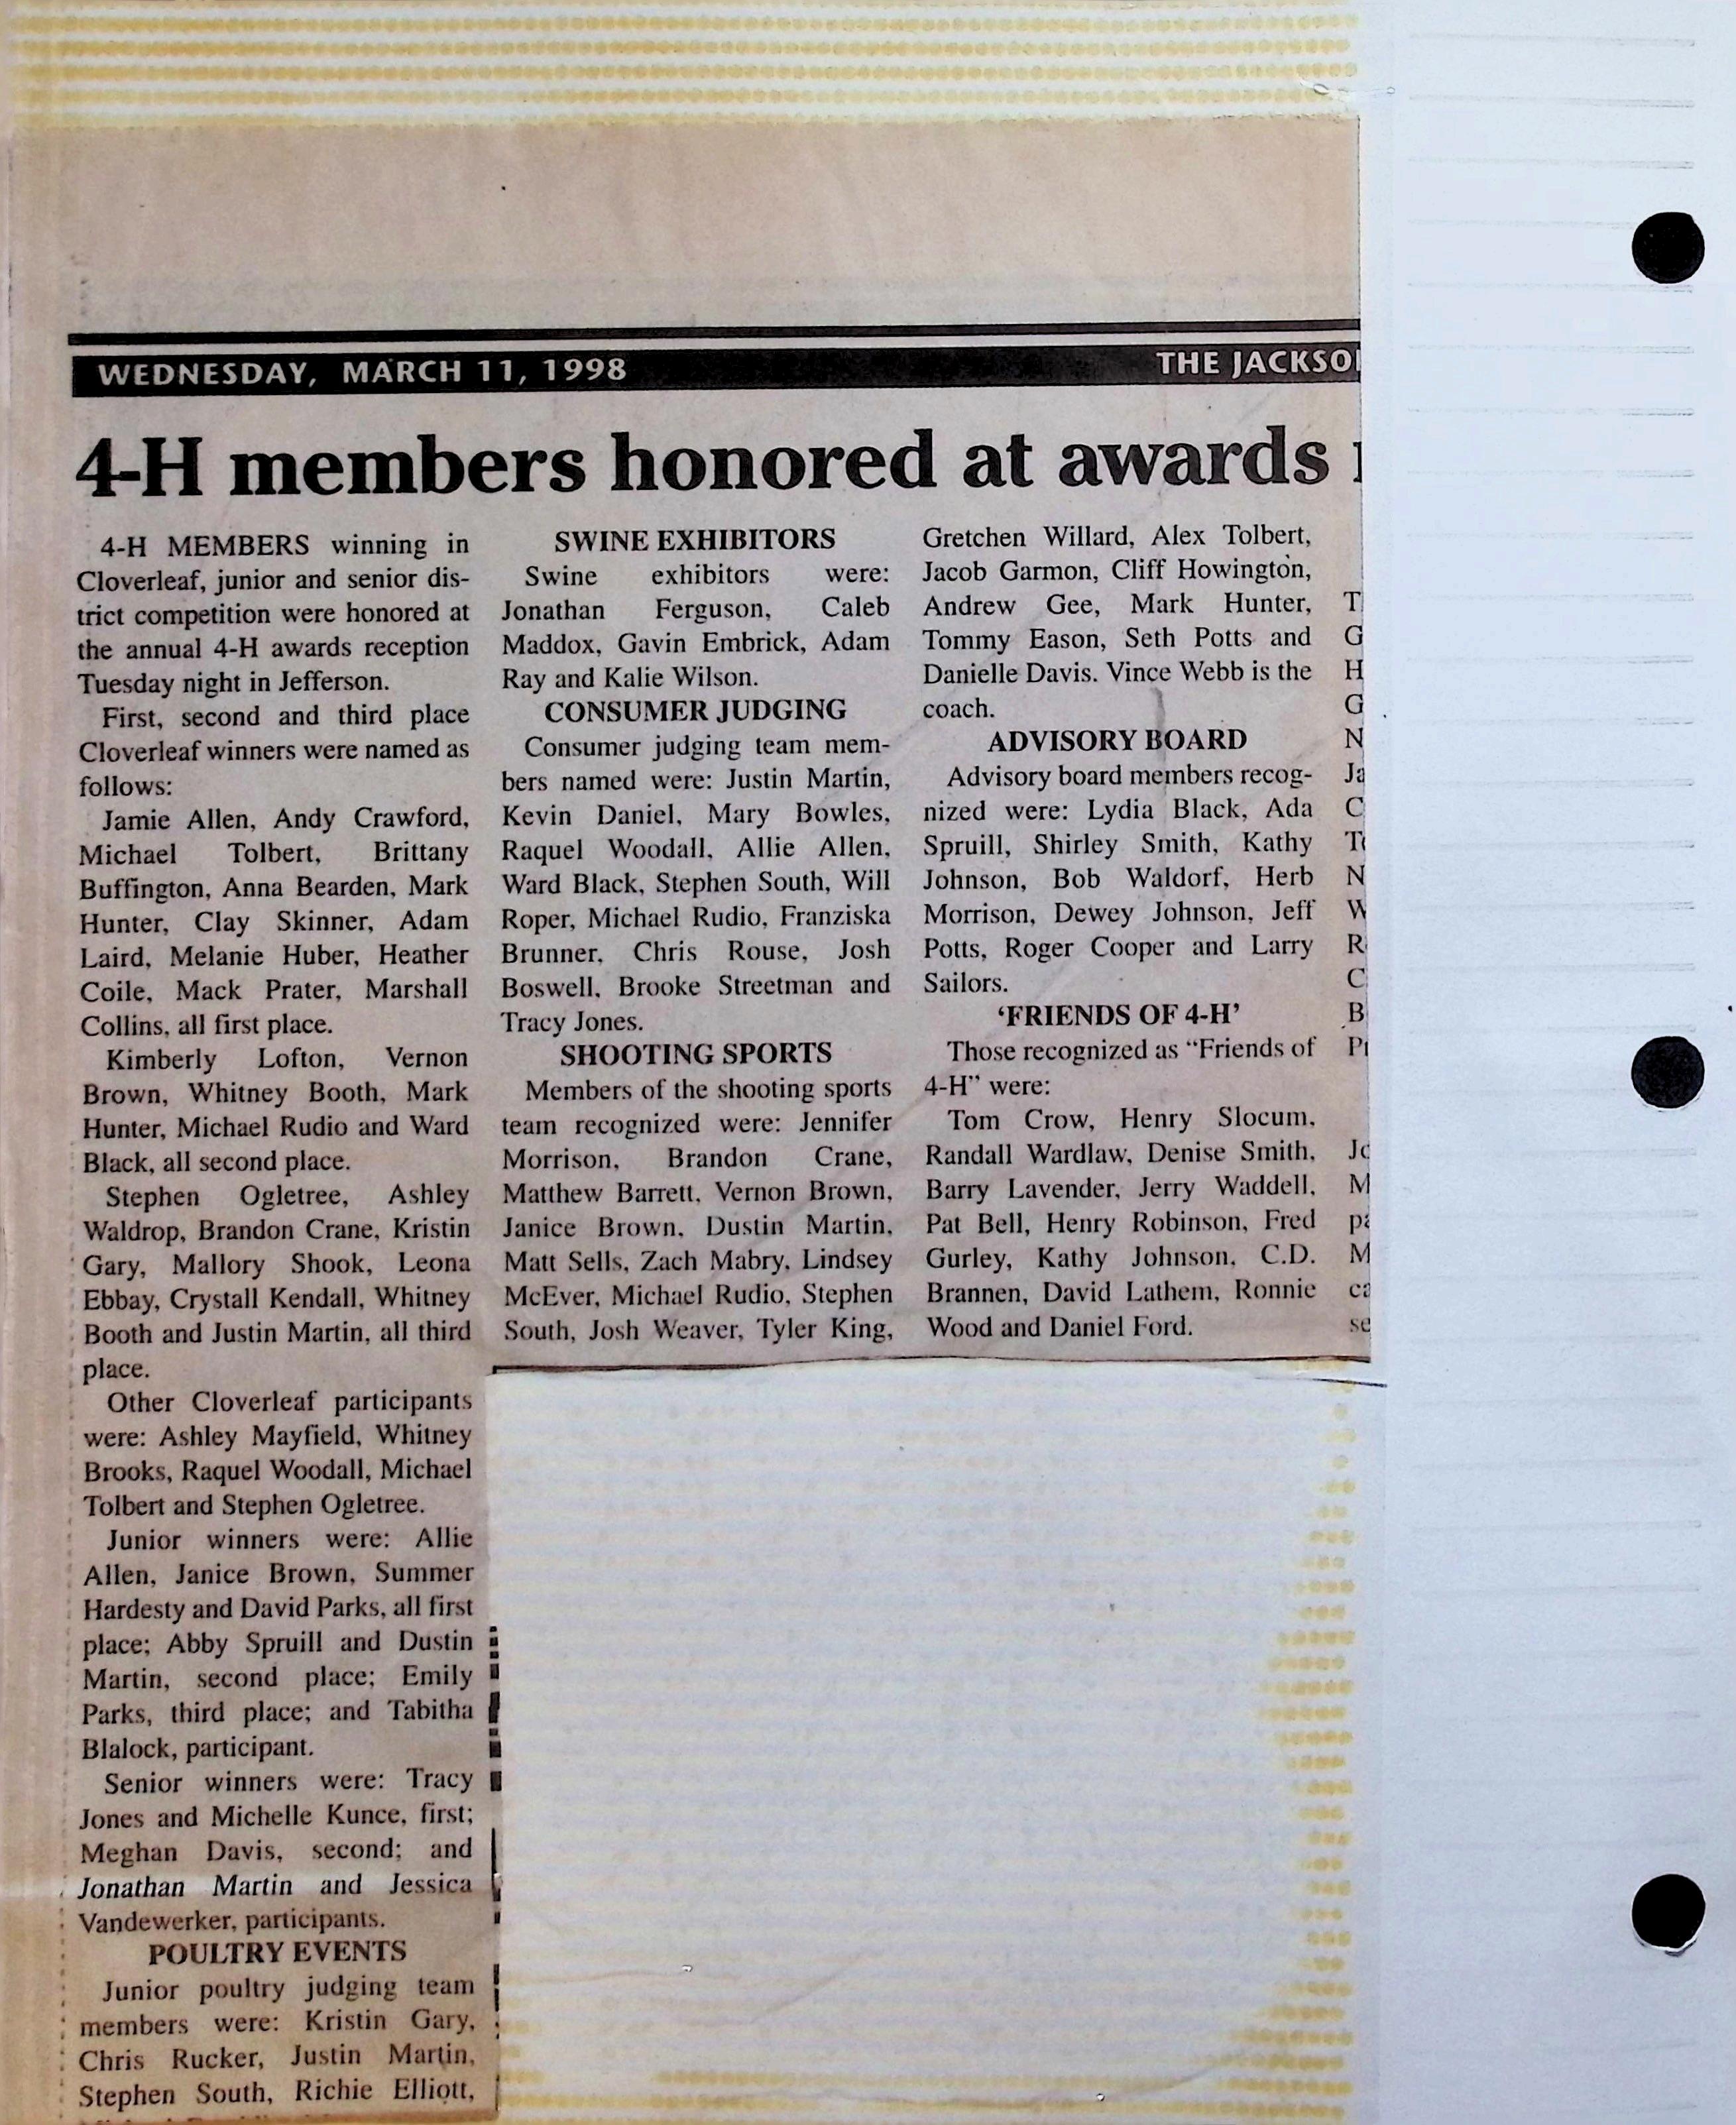 WEDNESDAY, MARCH 11, 1998
THE JACKSO
4-H members honored at awards
4-H MEMBERS winning in
Cloverleaf, junior and senior dis-
trict competition were honored at
the annual 4-H awards reception
Tuesday night in Jefferson.
First, second and third place
Cloverleaf winners were named as
follows:
Jamie Allen, Andy Crawford,
Michael Tolbert, Brittany
Buffington, Anna Bearden, Mark
Hunter, Clay Skinner, Adam
Laird, Melanie Huber, Heather
Coile, Mack Prater, Marshall
Collins, all first place.
Kimberly Lofton, Vernon
Brown, Whitney Booth, Mark
Hunter, Michael Rudio and Ward
Black, all second place.
Stephen Ogletree, Ashley
Waldrop, Brandon Crane, Kristin
Gary, Mallory Shook, Leona
Ebbay, Crystall Kendall, Whitney
Booth and Justin Martin, all third
place.
Other Cloverleaf participants
were: Ashley Mayfield, Whitney
Brooks, Raquel Woodall, Michael
Tolbert and Stephen Ogletree.
Junior winners were: Allie
Allen, Janice Brown, Summer
Hardesty and David Parks, all first
place; Abby Spruill and Dustin
Martin, second place; Emily
Parks, third place; and Tabitha
Blalock, participant.
Senior winners were: Tracy
Jones and Michelle Kunce, first;
Meghan Davis, second; and
Jonathan Martin and Jessica
Vandewerker, participants.
POULTRY EVENTS
Junior poultry judging team
members were: Kristin Gary,
Chris Rucker, Justin Martin,
Stephen South, Richie Elliott,
SWINE EXHIBITORS
Swine exhibitors were:
Jonathan Ferguson, Caleb
Maddox, Gavin Embrick, Adam
Ray and Kalie Wilson.
CONSUMER JUDGING
Consumer judging team mem-
bers named were: Justin Martin,
Kevin Daniel, Mary Bowles,
Raquel Woodall, Allie Allen,
Ward Black, Stephen South, Will
Roper, Michael Rudio, Franziska
Brunner, Chris Rouse, Josh
Boswell, Brooke Streetman and
Tracy Jones.
SHOOTING SPORTS
Members of the shooting sports
team recognized were: Jennifer
Morrison, Brandon Crane,
Matthew Barrett, Vernon Brown,
Janice Brown, Dustin Martin,
Matt Sells, Zach Mabry, Lindsey
McEver, Michael Rudio, Stephen
South, Josh Weaver, Tyler King,
Gretchen Willard, Alex Tolbert,
Jacob Garmon, Cliff Howington,
Andrew Gee, Mark Hunter,
Tommy Eason, Seth Potts and
Danielle Davis. Vince Webb is the
coach.
ADVISORY BOARD
Advisory board members recog-
nized were: Lydia Black, Ada
Spruill, Shirley Smith, Kathy
Johnson, Bob Waldorf, Herb
Morrison, Dewey Johnson, Jeff
Potts, Roger Cooper and Larry
Sailors.
‘FRIENDS OF 4-H’
Those recognized as “Friends of
4-H” were:
Tom Crow, Henry Slocum,
Randall Wardlaw, Denise Smith,
Barry Lavender, Jerry Waddell,
Pat Bell, Henry Robinson, Fred
Gurley, Kathy Johnson, C.D.
Brannen, David Lathem, Ronnie
Wood and Daniel Ford.